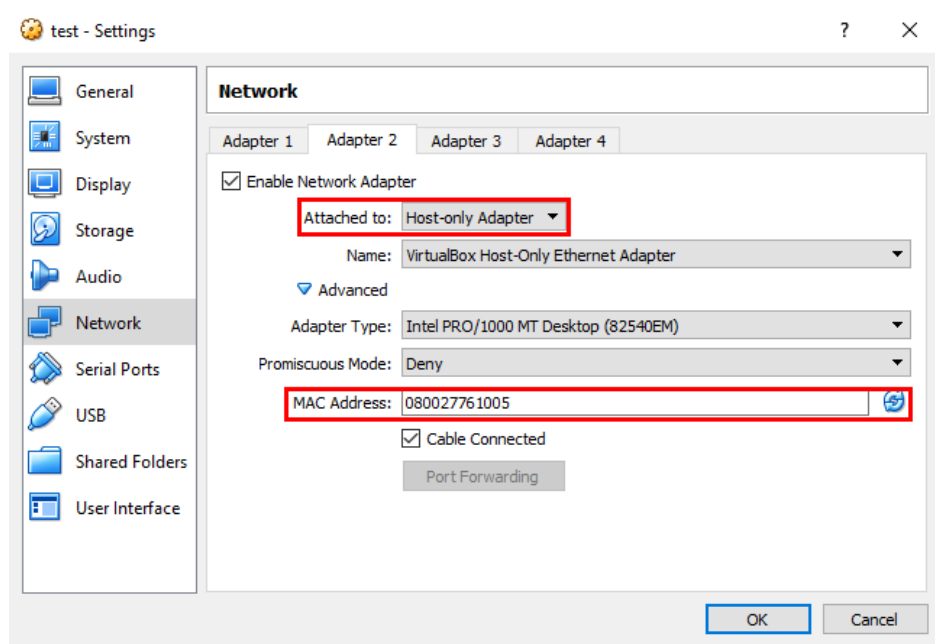 test - Settings
?
General
System
Display
Storage
Audio
Network
Serial Ports
USB
Shared Folders
User Interface
Network
Adapter 1 Adapter 2 Adapter 3 Adapter 4
Enable Network Adapter
Attached to: Host-only Adapter
Name: VirtualBox Host-Only Ethernet Adapter
Advanced
Adapter Type: Intel PRO/1000 MT Desktop (82540EM)
Promiscuous Mode: Deny
MAC Address: 080027761005
Cable Connected
Port Forwarding
OK Cancel